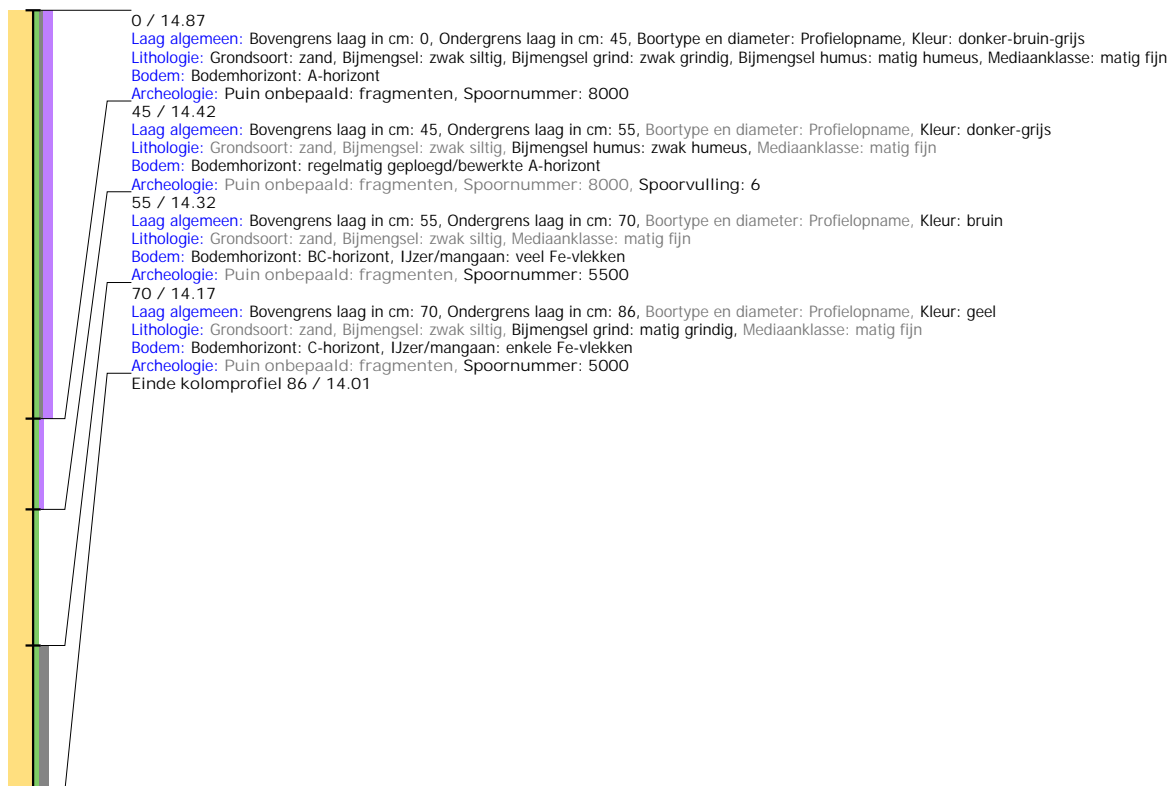 0 / 14.87
Laag algemeen: Bovengrens laag in cm: 0, Ondergrens laag in cm: 45, Boortype en diameter: Profielopname, Kleur: donker-bruin-grijs
Lithologie: Grondsoort: zand, Bijmengsel: zwak siltig, Bijmengsel grind: zwak grindig, Bijmengsel humus: matig humeus, Mediaanklasse: matig fijn
Bodem: Bodemhorizont: A-horizont
Archeologie: Puin onbepaald: fragmenten, Spoornummer: 8000
45 / 14.42
Laag algemeen: Bovengrens laag in cm: 45, Ondergrens laag in cm: 55, Boortype en diameter: Profielopname, Kleur: donker-grijs
Lithologie: Grondsoort: zand, Bijmengsel: zwak siltig, Bijmengsel humus: zwak humeus, Mediaanklasse: matig fijn
Bodem: Bodemhorizont: regelmatig geploegd/bewerkte A-horizont
Archeologie: Puin onbepaald: fragmenten, Spoornummer: 8000, Spoorvulling: 6
55 / 14.32
Laag algemeen: Bovengrens laag in cm: 55, Ondergrens laag in cm: 70, Boortype en diameter: Profielopname, Kleur: bruin
Lithologie: Grondsoort: zand, Bijmengsel: zwak siltig, Mediaanklasse: matig fijn
Bodem: Bodemhorizont: BC-horizont, IJzer/mangaan: veel Fe-vlekken
Archeologie: Puin onbepaald: fragmenten, Spoornummer: 5500
70 / 14.17
Laag algemeen: Bovengrens laag in cm: 70, Ondergrens laag in cm: 86, Boortype en diameter: Profielopname, Kleur: geel
Lithologie: Grondsoort: zand, Bijmengsel: zwak siltig, Bijmengsel grind: matig grindig, Mediaanklasse: matig fijn
Bodem: Bodemhorizont: C-horizont, IJzer/mangaan: enkele Fe-vlekken
Archeologie: Puin onbepaald: fragmenten, Spoornummer: 5000
Einde kolomprofiel 86 / 14.01